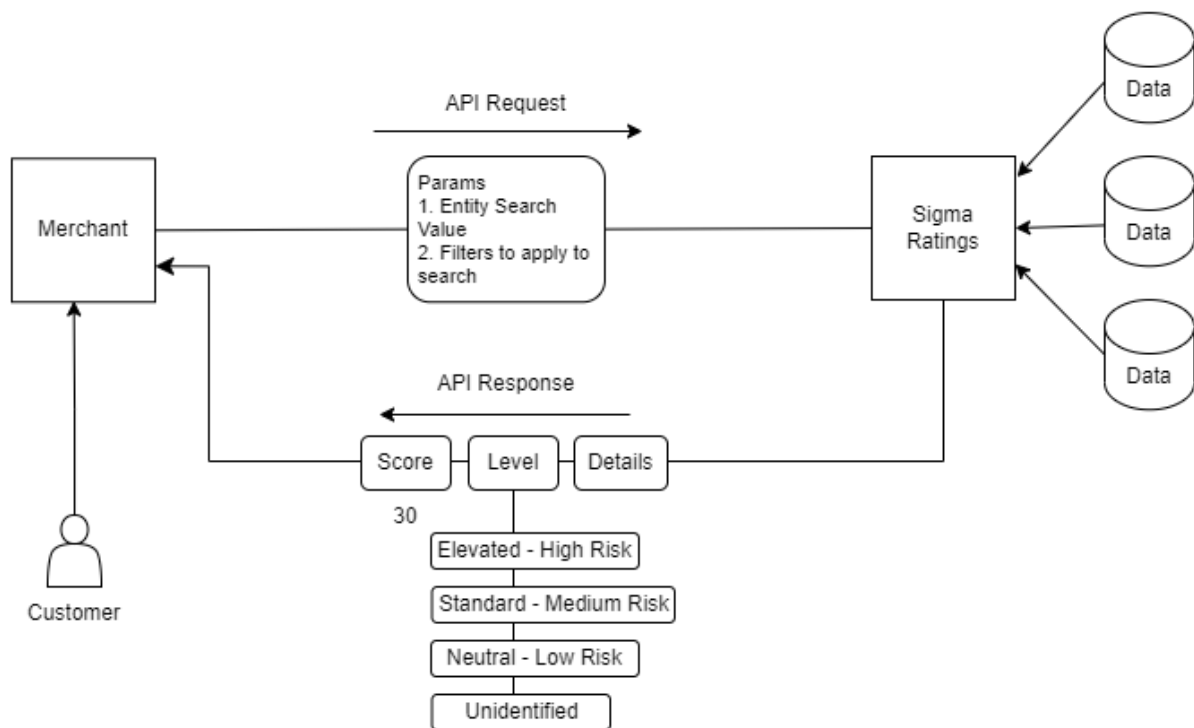 Data
API Request
Params
1. Entity Search
Value
2. Filters to apply to
search
Merchant
Sigma
Ratings
Data
Data
API Response
Score
Level
Details
30
Elevated - High Risk
Standard - Medium Risk
Neutral - Low Risk
Unidentified
Customer